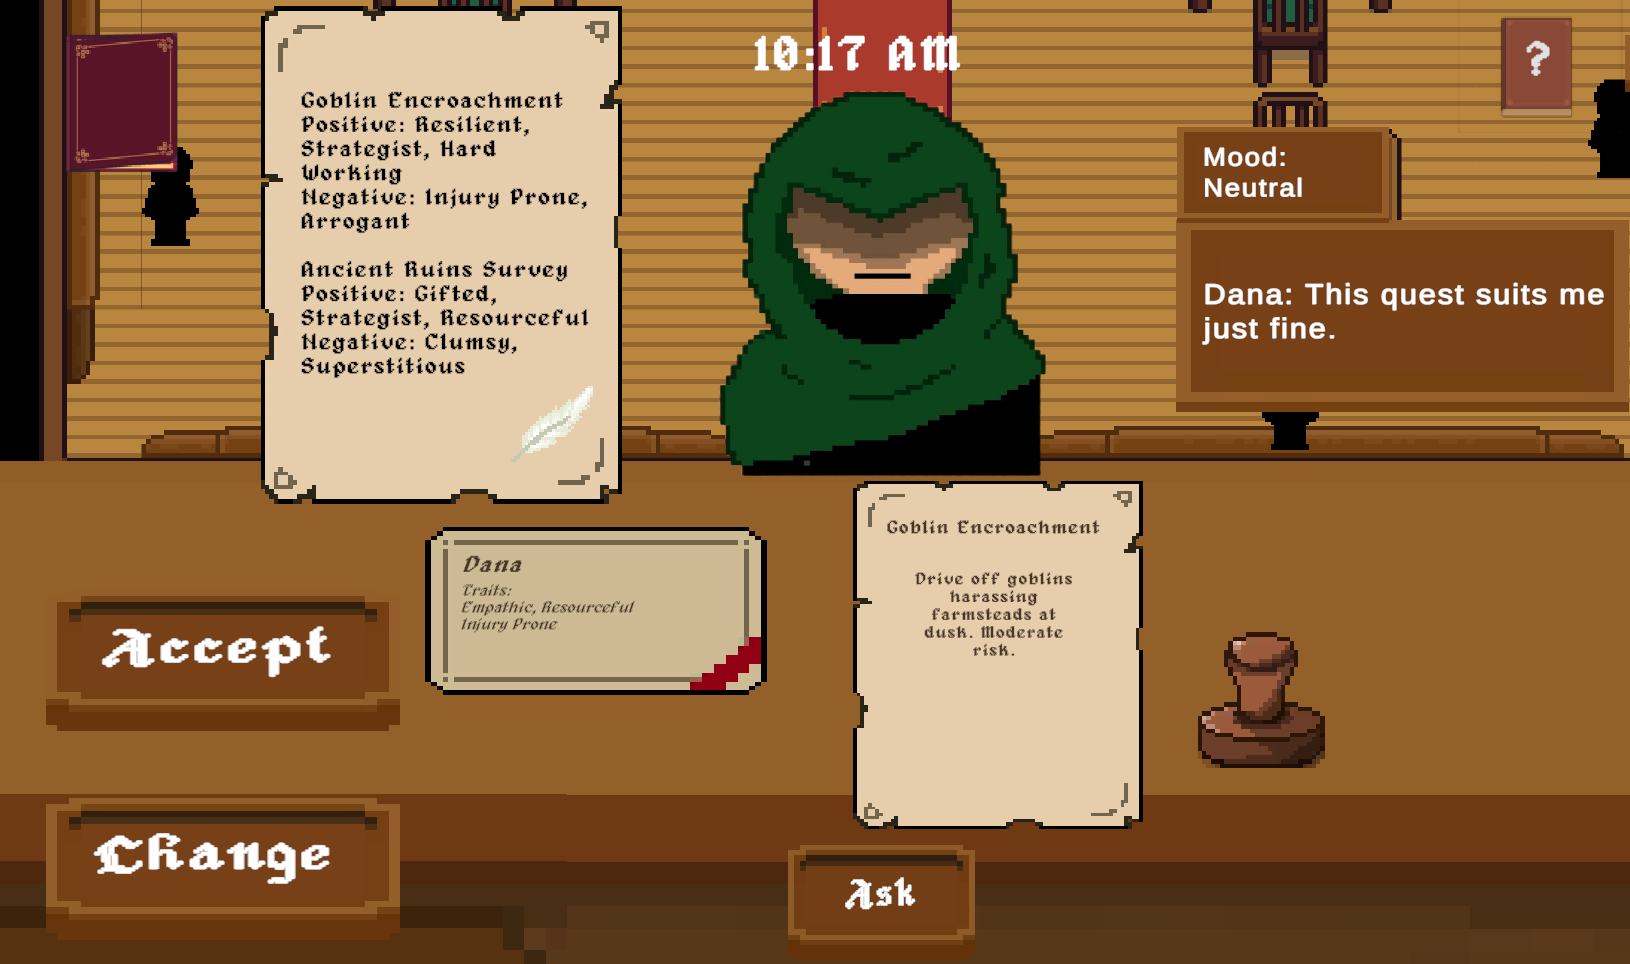 10:17 AM
?
Goblin Encroachment
Positive: Resilient,
Strategist, Hard
Working
Negative: Injury Prone,
Arrogant
Ancient Ruins Survey
Positive: Gifted,
Strategist, Resourceful
Negative: Clumsy,
Superstitious
Mood:
Neutral
Dana: This quest suits me
just fine.
Dana
Traits:
Empathic, Resourceful
Injury Prone
Goblin Encroachment
Drive off goblins
harassing
farmsteads at
dusk. Moderate
risk.
Accept
Change
Ask